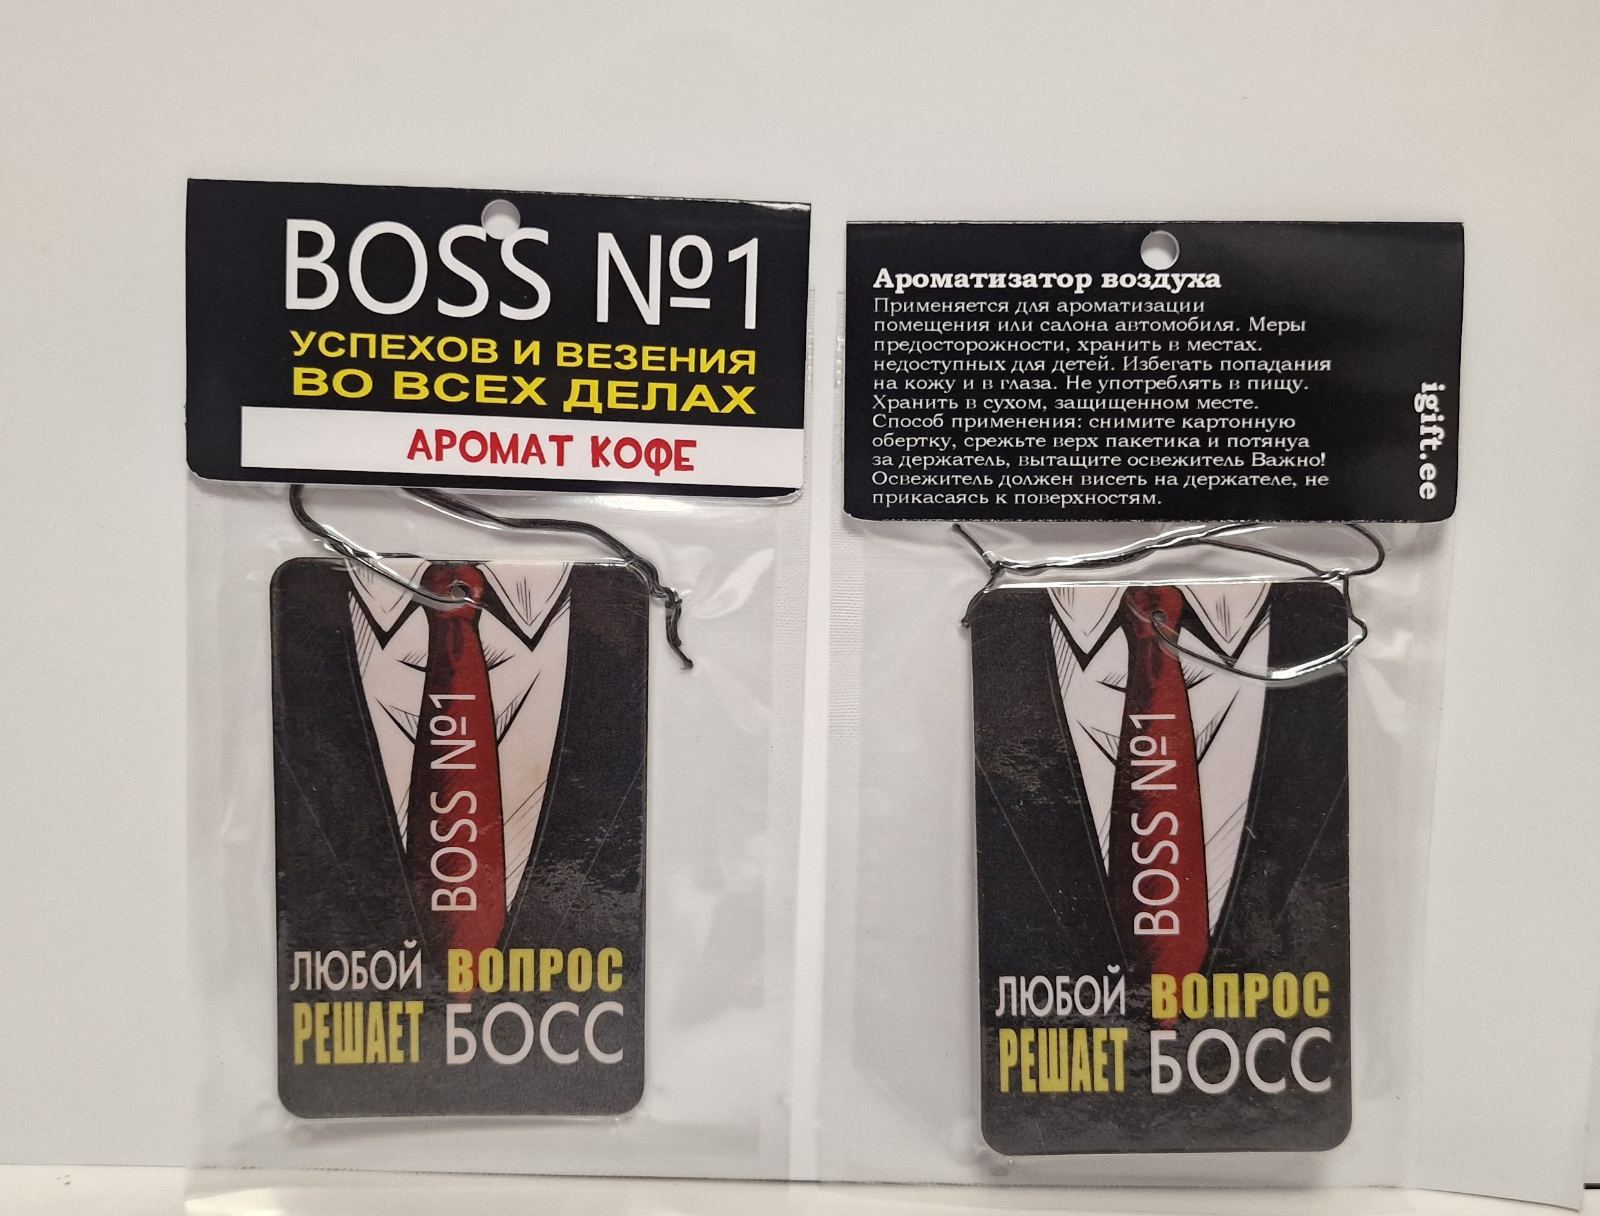 BOSS №1
УСПЕХОВ И ВЕЗЕНИЯ
ВО ВСЕХ ДЕЛАХ
АРОМАТ КОФЕ
BOSS №1
ЛЮБОЙ ВОПРОС
РЕШАЕТ БОСС
Ароматизатор воздуха
Применяется для ароматизации
помещения или салона автомобиля. Меры
предосторожности, хранить в местах.
недоступных для детей. Избегать попадания
на кожу и в глаза. Не употреблять в пищу.
Хранить в сухом, защищенном месте.
Способ применения: снимите картонную
обертку, срежьте верх пакетика и потянуа
за держатель, вытащите освежитель Важно!
Освежитель должен висеть на держателе, не
прикасаясь к поверхностям.
igift.ee
BOSS №1
ЛЮБОЙ ВОПРОС
РЕШАЕТ БОСС